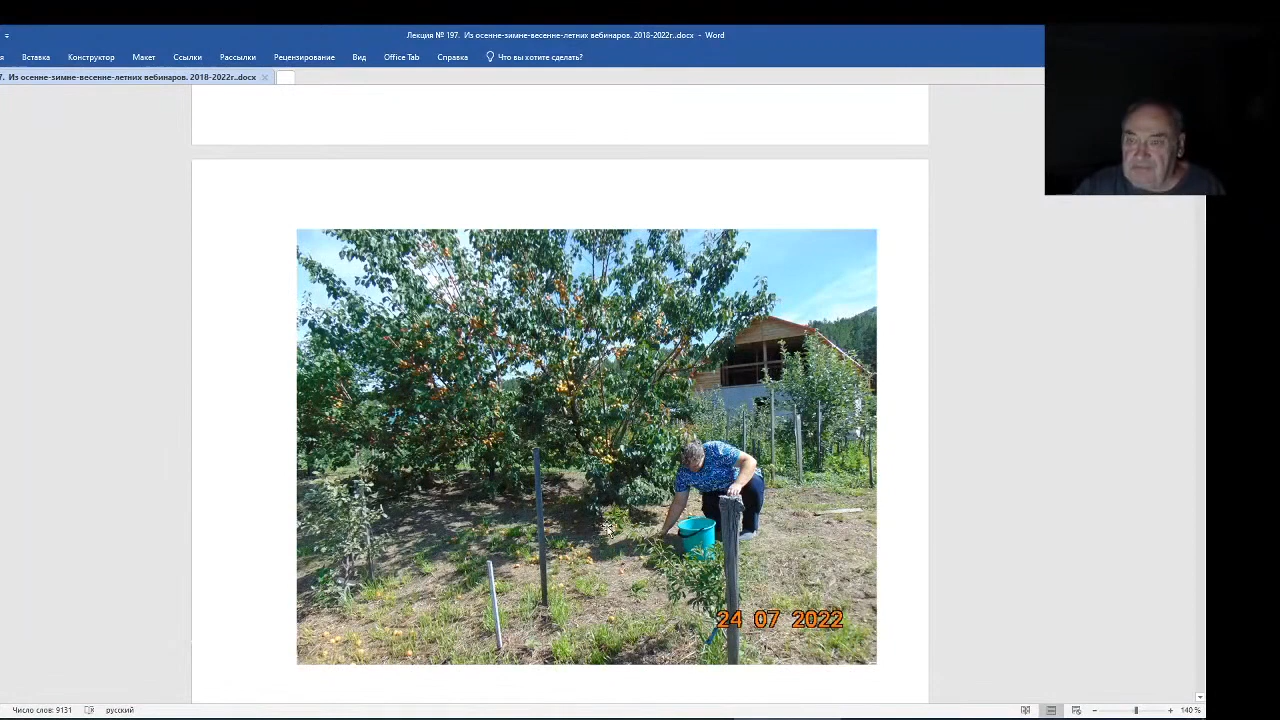 Лекция № 197. Из осенне-зимне-весенне-летних вебинаров. 2018-2022г..docx - Word
я Вставка Конструктор Макет Ссылки Рассылки Рецензирование Вид Office Tab Справка Что вы хотите сделать?
7. Из осенне-зимне-весенне-летних вебинаров. 2018-2022г..docx
24 07 2022
Число слов: 9131 русский 140 %